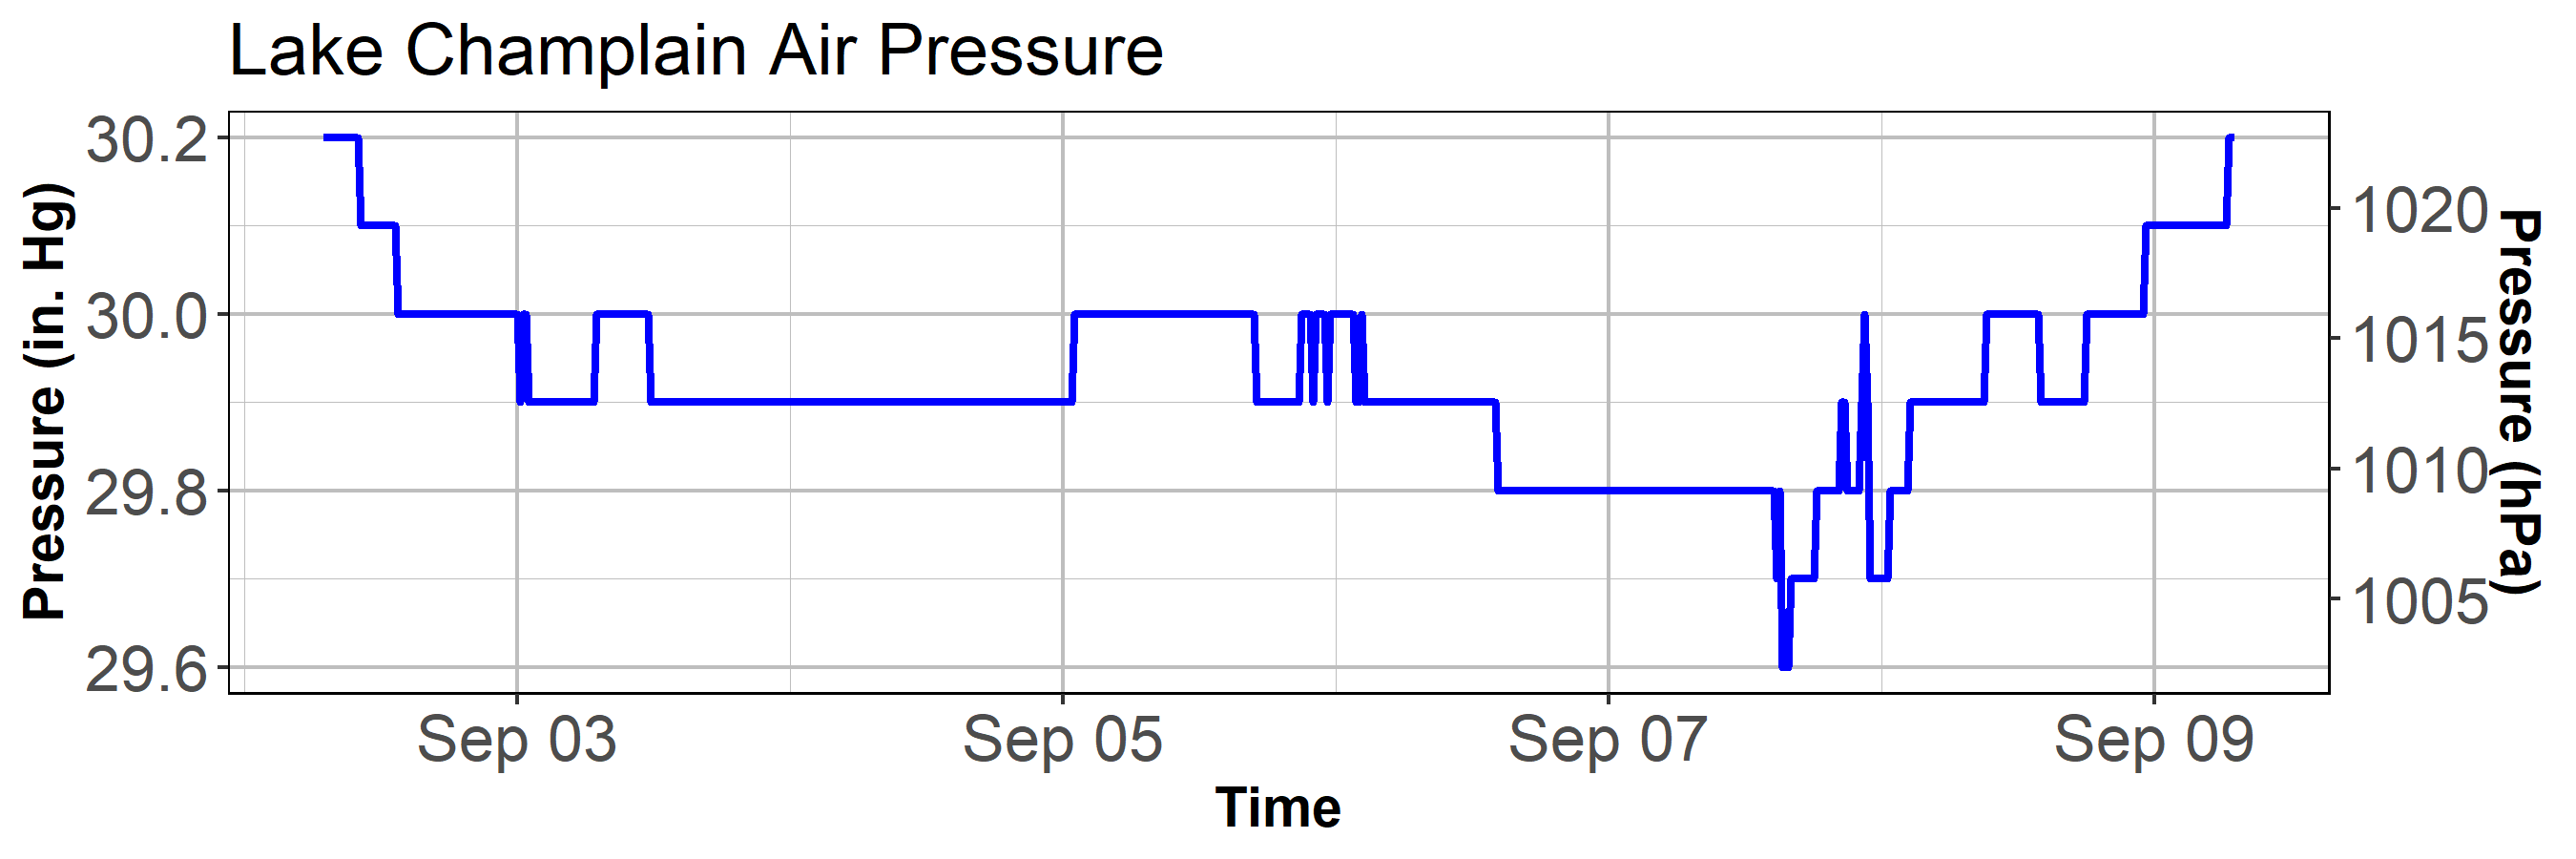 Lake Champlain Air Pressure
Pressure (in. Hg)
30.2
30.0
29.8
29.6
1020
1015
1010
1005
Pressure (hPa)
Sep 03 Sep 05 Sep 07 Sep 09
Time